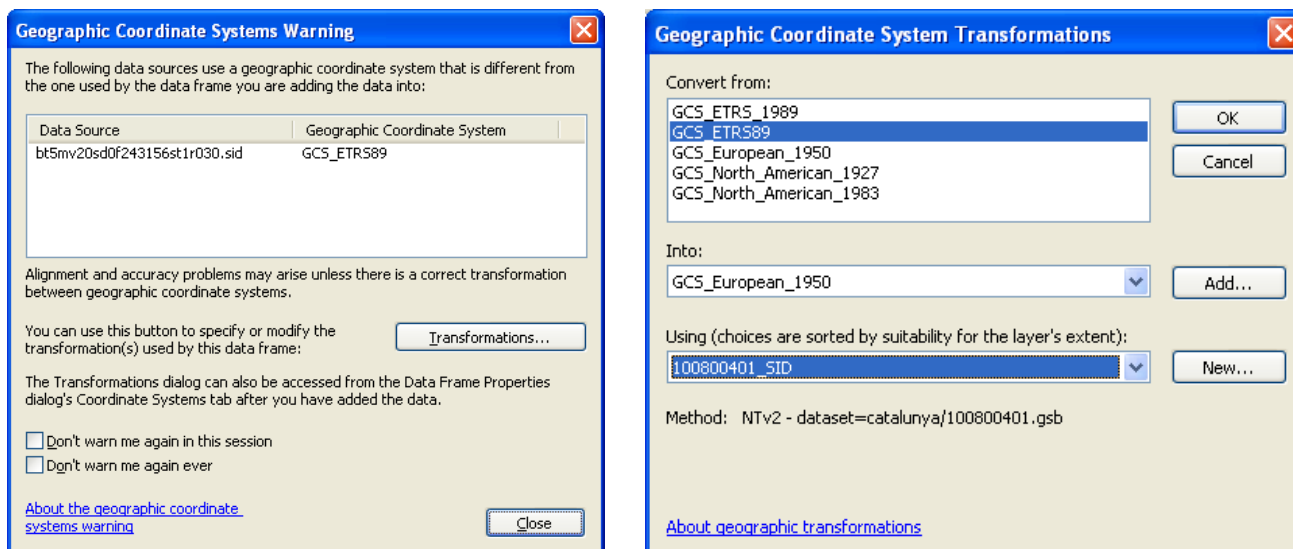 Geographic Coordinate Systems Warning
The following data sources use a geographic coordinate system that is different from
the one used by the data frame you are adding the data into:
Data Source Geographic Coordinate System
bt5mv20sd0f243156st1r030.sid GCS_ETRS89
Alignment and accuracy problems may arise unless there is a correct transformation
between geographic coordinate systems.
You can use this button to specify or modify the
transformation(s) used by this data frame:
Transformations...
The Transformations dialog can also be accessed from the Data Frame Properties
dialog's Coordinate Systems tab after you have added the data.
Don't warn me again in this session
Don't warn me again ever
About the geographic coordinate
systems warning
Close
Geographic Coordinate System Transformations
Convert from:
GCS_ETRS_1989
GCS_ETRS89
GCS_European_1950
GCS_North_American_1927
GCS_North_American_1983
OK
Cancel
Into:
GCS_European_1950
Add...
Using (choices are sorted by suitability for the layer's extent):
100800401_SID
New...
Method: NTv2 - dataset=catalunya/100800401.gsb
About geographic transformations